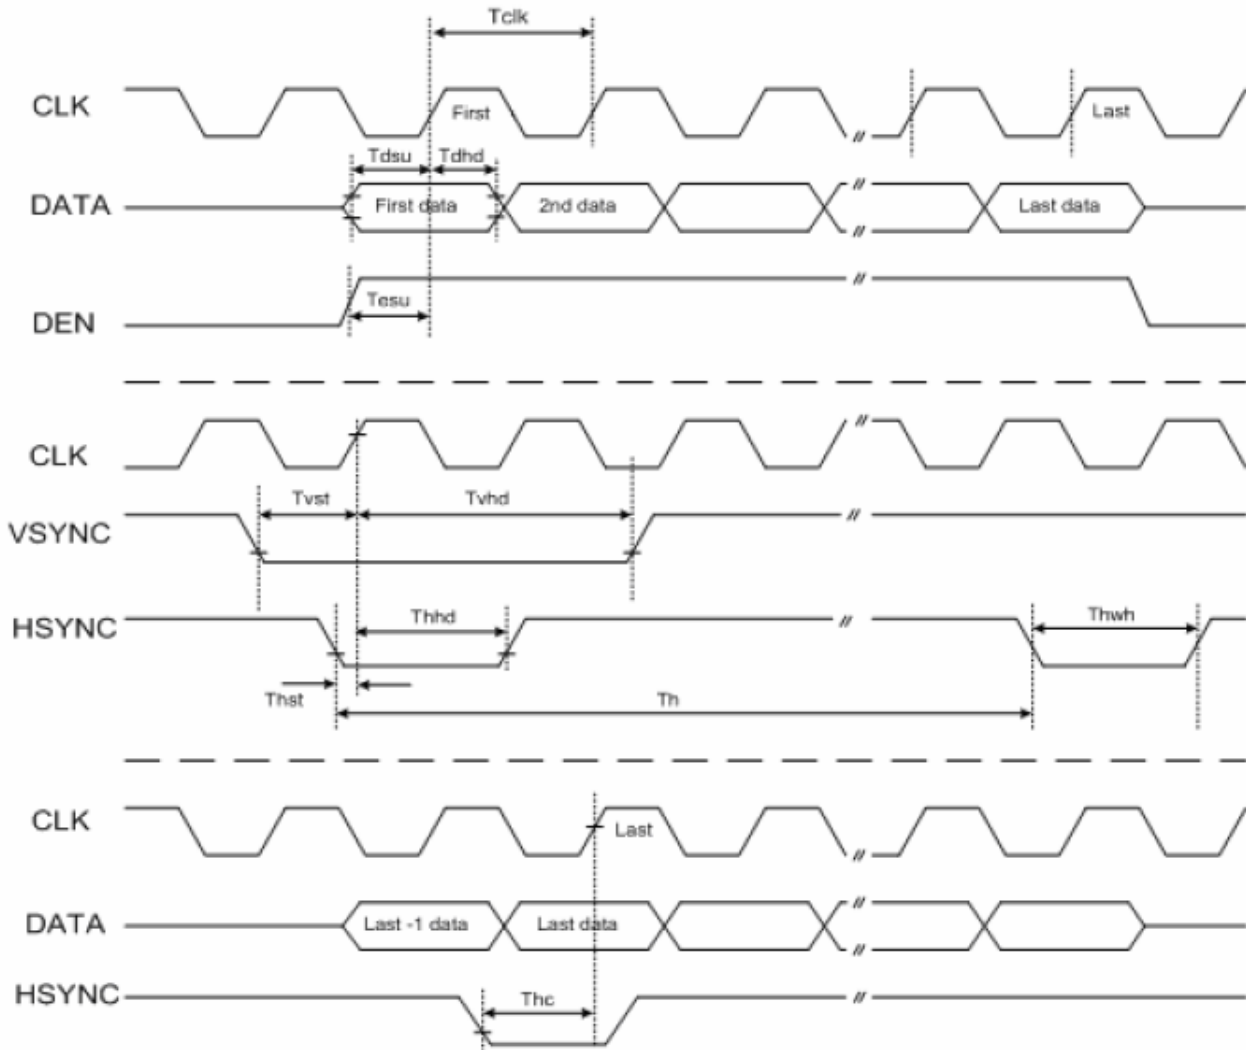 Tclk
CLK
First
Last
Tdsu
Tdhd
DATA
First data
2nd data
Last data
DEN
Tesu
CLK
Tvst
Tvhd
VSYNC
HSYNC
Thhd
Thwh
Thst
Th
CLK
Last
DATA
Last -1 data
Last data
HSYNC
Thc